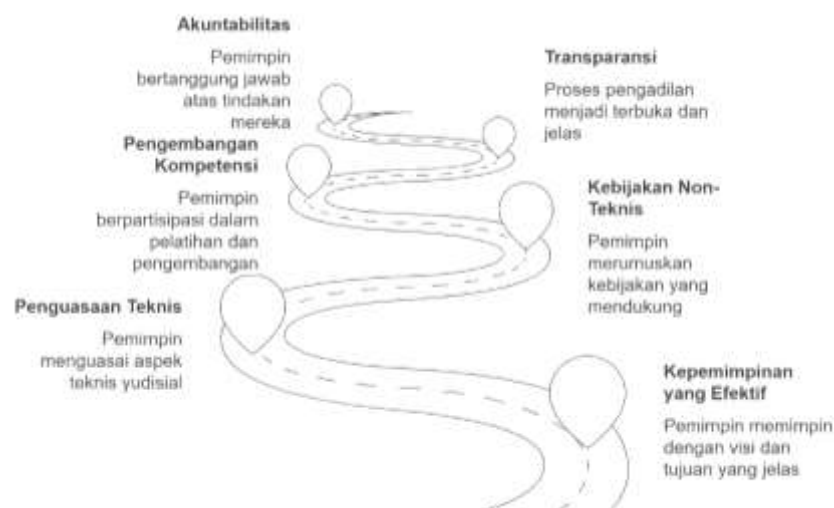 Akuntabilitas
Pemimpin
bertanggung jawab
atas tindakan
mereka
Transparansi
Proses pengadilan
menjadi terbuka dan
jelas
Pengembangan
Kompetensi
Pemimpin
berpartisipasi dalam
pelatihan dan
pengembangan
Kebijakan Non-
Teknis
Pemimpin
merumuskan
kebijakan yang
mendukung
Penguasaan Teknis
Pemimpin
menguasai aspek
teknis yudisial
Kepemimpinan
yang Efektif
Pemimpin memimpin
dengan visi dan
tujuan yang jelas